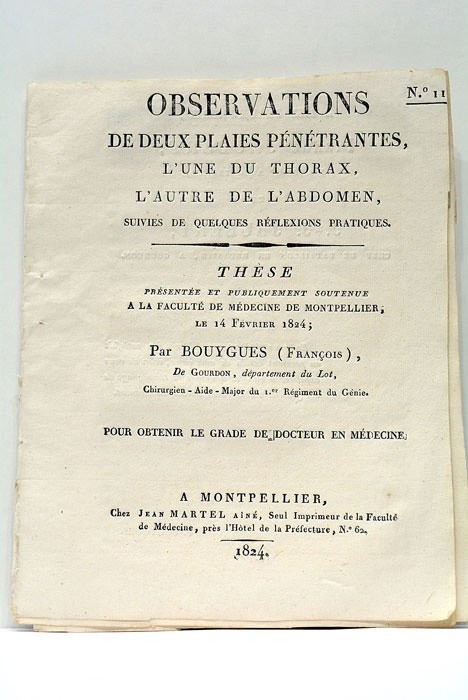 N.º 11
OBSERVATIONS
DE DEUX PLAIES PÉNÉTRANTES,
L'UNE DU THORAX,
L'AUTRE DE L'ABDOMEN,
SUIVIES DE QUELQUES RÉFLEXIONS PRATIQUES.
THÈSE
PRÉSENTÉE ET PUBLIQUEMENT SOUTENUE
A LA FACULTÉ DE MÉDECINE DE MONTPELLIER,
LE 14 FÉVRIER 1824;
Par BOUYGUES (FRANÇOIS),
De GOURDON, département du Lot,
Chirurgien-Aide-Major du 1.er Régiment du Génie.
POUR OBTENIR LE GRADE DE DOCTEUR EN MÉDECINE.
A MONTPELLIER,
Chez JEAN MARTEL AÎNÉ, Seul Imprimeur de la Faculté
de Médecine, près l'Hôtel de la Préfecture, N.º 62.
1824.